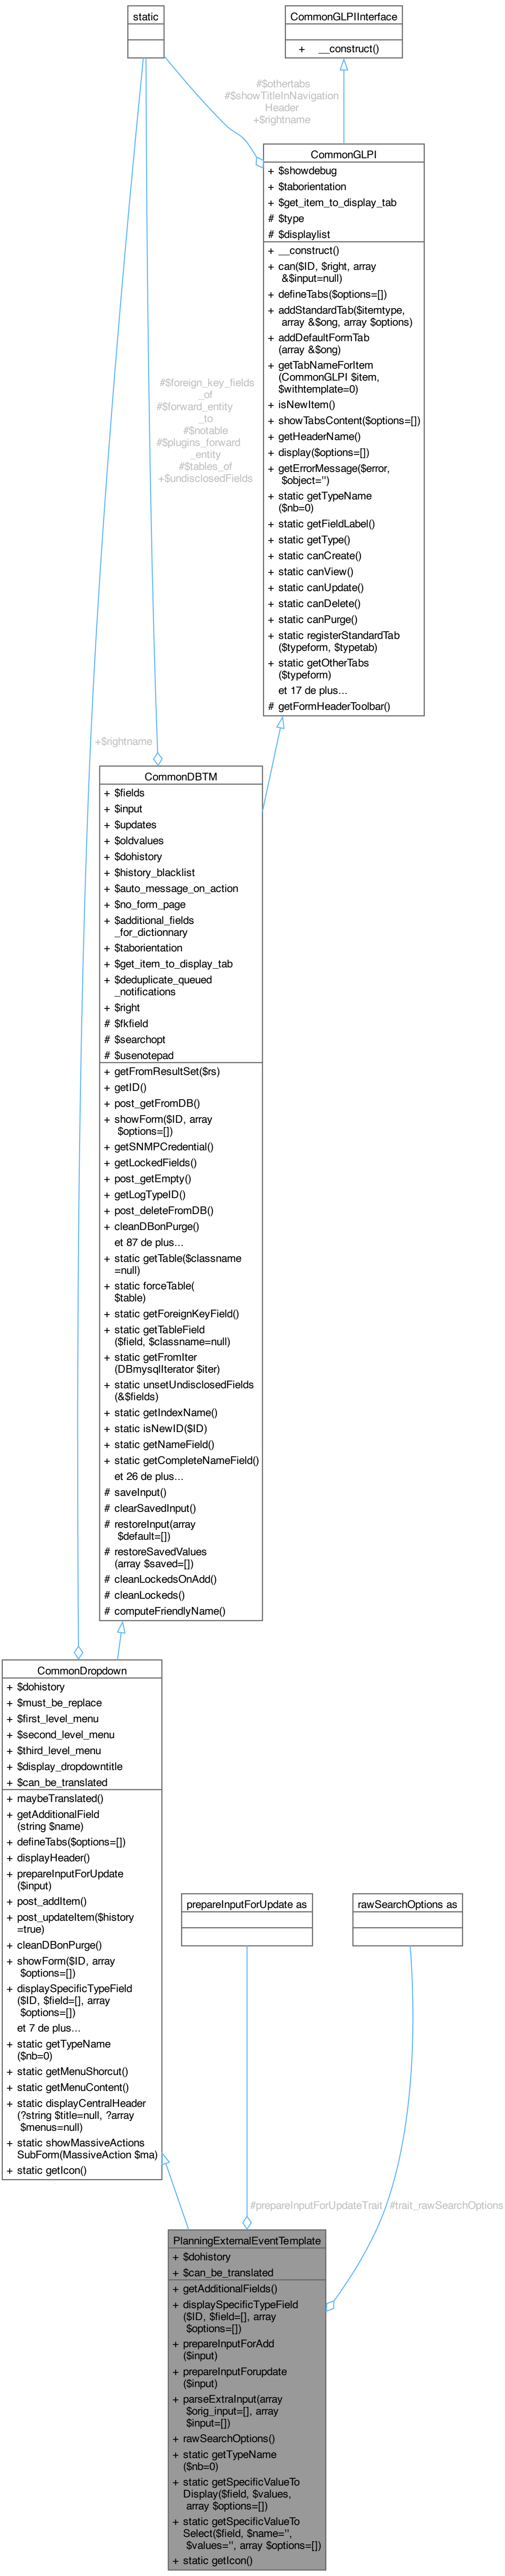 static
CommonGLPIInterface
+ __construct()
#$othertabs
#$showTitleInNavigation
Header
+$rightname
CommonGLPI
+ $showdebug
+ $taborientation
+ $get_item_to_display_tab
# $type
# $displaylist
+ __construct()
+ can($ID, $right, array
&$input=null)
+ defineTabs($options=[])
+ addStandardTab($itemtype,
array &$ong, array $options)
+ addDefaultFormTab
(array &$ong)
+ getTabNameForItem
(CommonGLPI $item,
$withtemplate=0)
+ isNewItem()
+ showTabsContent($options=[])
+ getHeaderName()
+ display($options=[])
+ getErrorMessage($error,
$object='')
+ static getTypeName
($nb=0)
+ static getFieldLabel()
+ static getType()
+ static canCreate()
+ static canView()
+ static canUpdate()
+ static canDelete()
+ static canPurge()
+ static registerStandardTab
($typeform, $typetab)
+ static getOtherTabs
($typeform)
et 17 de plus...
# getFormHeaderToolbar()
#$foreign_key_fields
_of
#$forward_entity
_to
#$notable
#$plugins_forward
_entity
#$tables_of
+$undisclosedFields
+$rightname
CommonDBTM
+ $fields
+ $input
+ $updates
+ $oldvalues
+ $dohistory
+ $history_blacklist
+ $auto_message_on_action
+ $no_form_page
+ $additional_fields
_for_dictionnary
+ $taborientation
+ $get_item_to_display_tab
+ $deduplicate_queued
_notifications
+ $right
# $fkfield
# $searchopt
# $usenotepad
+ getFromResultSet($rs)
+ getID()
+ post_getFromDB()
+ showForm($ID, array
$options=[])
+ getSNMPCredential()
+ getLockedFields()
+ post_getEmpty()
+ getLogTypeID()
+ post_deleteFromDB()
+ cleanDBonPurge()
et 87 de plus...
+ static getTable($classname
=null)
+ static forceTable(
$table)
+ static getForeignKeyField()
+ static getTableField
($field, $classname=null)
+ static getFromIter
(DBmysqlIterator $iter)
+ static unsetUndisclosedFields
(&$fields)
+ static getIndexName()
+ static isNewID($ID)
+ static getNameField()
+ static getCompleteNameField()
et 26 de plus...
# saveInput()
# clearSavedInput()
# restoreInput(array
$default=[])
# restoreSavedValues
(array $saved=[])
# cleanLockedsOnAdd()
# cleanLockeds()
# computeFriendlyName()
CommonDropdown
+ $dohistory
+ $must_be_replace
+ $first_level_menu
+ $second_level_menu
+ $third_level_menu
+ $display_dropdowntitle
+ $can_be_translated
+ maybeTranslated()
+ getAdditionalField
(string $name)
+ defineTabs($options=[])
+ displayHeader()
+ prepareInputForUpdate
($input)
+ post_addItem()
+ post_updateItem($history
=true)
+ cleanDBonPurge()
+ showForm($ID, array
$options=[])
+ displaySpecificTypeField
($ID, $field=[], array
$options=[])
et 7 de plus...
+ static getTypeName
($nb=0)
+ static getMenuShorcut()
+ static getMenuContent()
+ static displayCentralHeader
(?string $title=null, ?array
$menus=null)
+ static showMassiveActions
SubForm(MassiveAction $ma)
+ static getIcon()
prepareInputForUpdate as
rawSearchOptions as
#prepareInputForUpdateTrait
#trait_rawSearchOptions
PlanningExternalEventTemplate
+ $dohistory
+ $can_be_translated
+ getAdditionalFields()
+ displaySpecificTypeField
($ID, $field=[], array
$options=[])
+ prepareInputForAdd
($input)
+ prepareInputForupdate
($input)
+ parseExtraInput(array
$orig_input=[], array
$input=[])
+ rawSearchOptions()
+ static getTypeName
($nb=0)
+ static getSpecificValueTo
Display($field, $values,
array $options=[])
+ static getSpecificValueTo
Select($field, $name='',
$values='', array $options=[])
+ static getIcon()